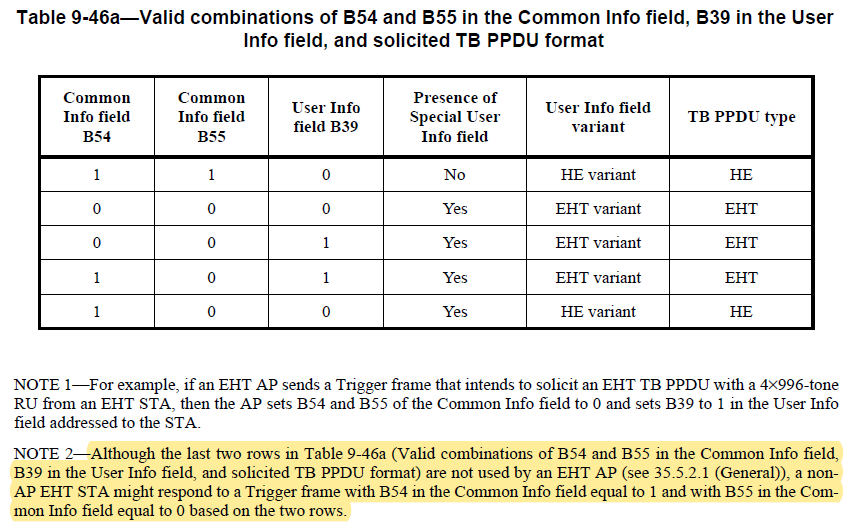 Table 9-46a—Valid combinations of B54 and B55 in the Common Info field, B39 in the User
Info field, and solicited TB PPDU format
Common Info field B54 | Common Info field B55 | User Info field B39 | Presence of Special User Info field | User Info field variant | TB PPDU type
1 | 1 | 0 | No | HE variant | HE
0 | 0 | 0 | Yes | EHT variant | EHT
0 | 0 | 1 | Yes | EHT variant | EHT
1 | 0 | 1 | Yes | EHT variant | EHT
1 | 0 | 0 | Yes | HE variant | HE
NOTE 1—For example, if an EHT AP sends a Trigger frame that intends to solicit an EHT TB PPDU with a 4×996-tone
RU from an EHT STA, then the AP sets B54 and B55 of the Common Info field to 0 and sets B39 to 1 in the User Info
field addressed to the STA.
NOTE 2—Although the last two rows in Table 9-46a (Valid combinations of B54 and B55 in the Common Info field,
B39 in the User Info field, and solicited TB PPDU format) are not used by an EHT AP (see 35.5.2.1 (General)), a non-
AP EHT STA might respond to a Trigger frame with B54 in the Common Info field equal to 1 and with B55 in the Com-
mon Info field equal to 0 based on the two rows.